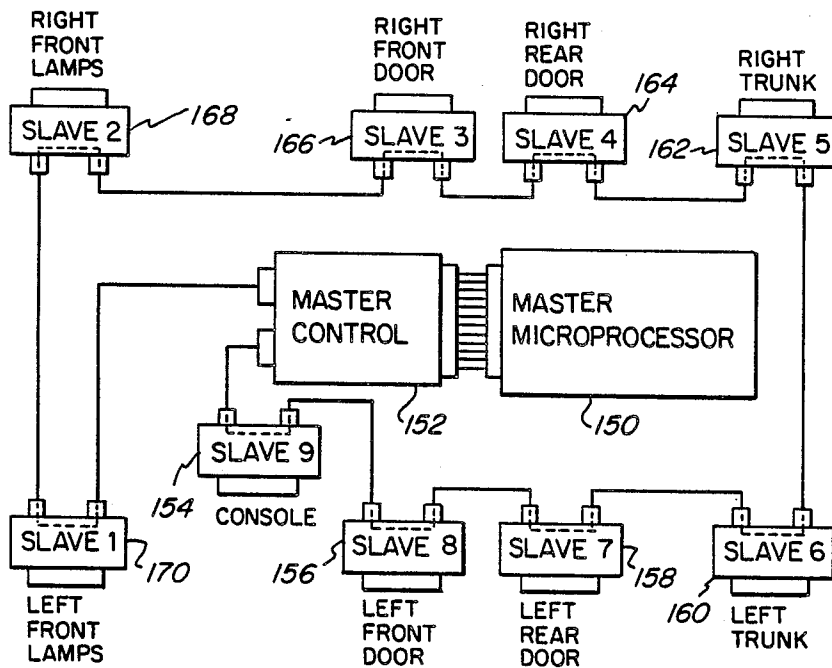 RIGHT
FRONT
LAMPS
SLAVE 2
168
RIGHT
FRONT
DOOR
166
SLAVE 3
RIGHT
REAR
DOOR
SLAVE 4
164
RIGHT
TRUNK
162
SLAVE 5
MASTER
CONTROL
152
MASTER
MICROPROCESSOR
150
SLAVE 9
154
CONSOLE
SLAVE 1
170
LEFT
FRONT
LAMPS
SLAVE 8
156
LEFT
FRONT
DOOR
SLAVE 7
158
LEFT
REAR
DOOR
SLAVE 6
160
LEFT
TRUNK